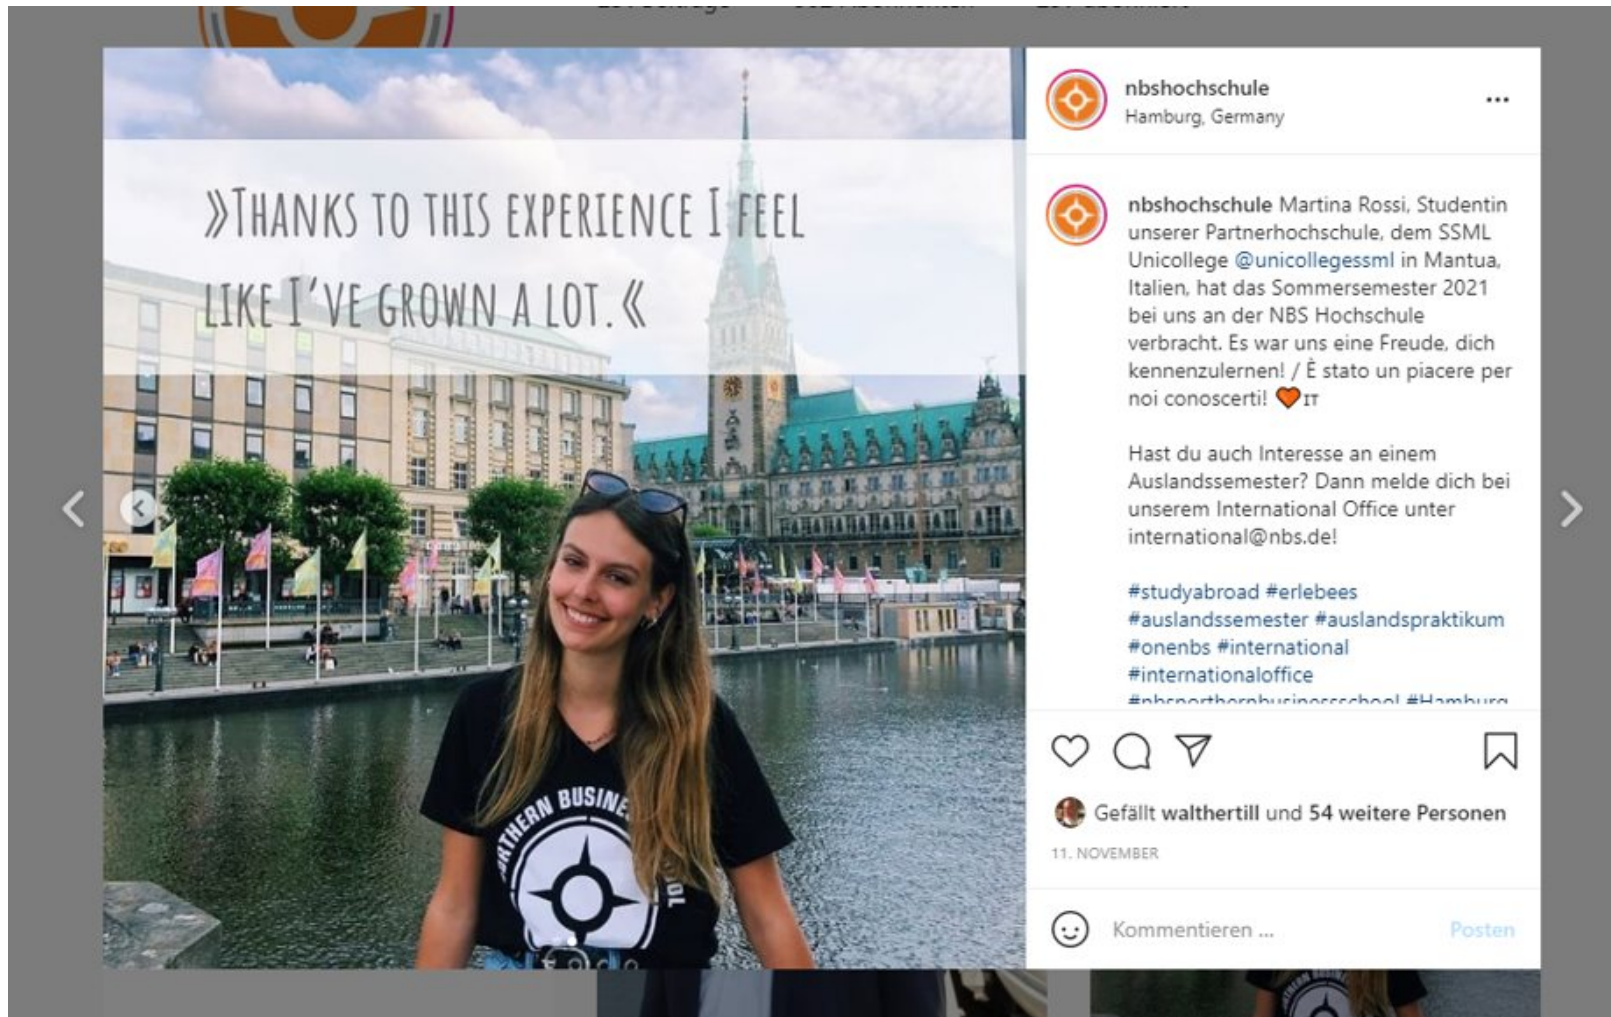 »THANKS TO THIS EXPERIENCE I FEEL
LIKE I'VE GROWN A LOT.«
NORTHERN BUSINE
OOL
nbshochschule
Hamburg, Germany
nbshochschule Martina Rossi, Studentin
unserer Partnerhochschule, dem SSML
Unicollege @unicollegessml in Mantua,
Italien, hat das Sommersemester 2021
bei uns an der NBS Hochschule
verbracht. Es war uns eine Freude, dich
kennenzulernen! / È stato un piacere per
noi conoscerti! 🧡IT
Hast du auch Interesse an einem
Auslandssemester? Dann melde dich bei
unserem International Office unter
international@nbs.de!
#studyabroad #erlebees
#auslandssemester #auslandspraktikum
#onenbs #international
#internationaloffice
#nbsnorthernbusinessschool #Hamburg
Gefällt walthertill und 54 weitere Personen
11. NOVEMBER
Kommentieren ...
Posten